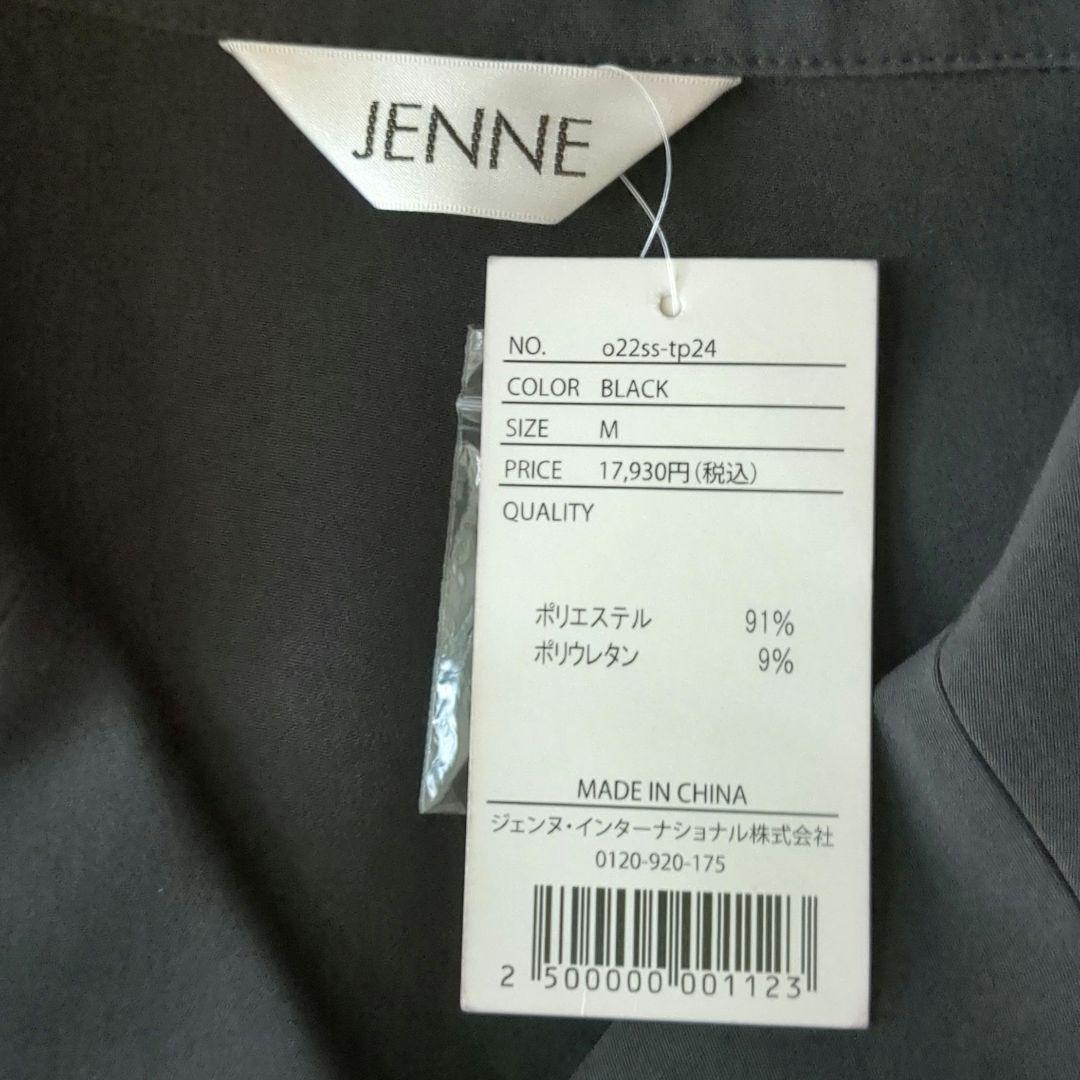 JENNE
NO. o22ss-tp24
COLOR BLACK
SIZE M
PRICE 17,930円(税込)
QUALITY
ポリエステル 91%
ポリウレタン 9%
MADE IN CHINA
ジェンヌ・インターナショナル株式会社
0120-920-175
2 500000 001123